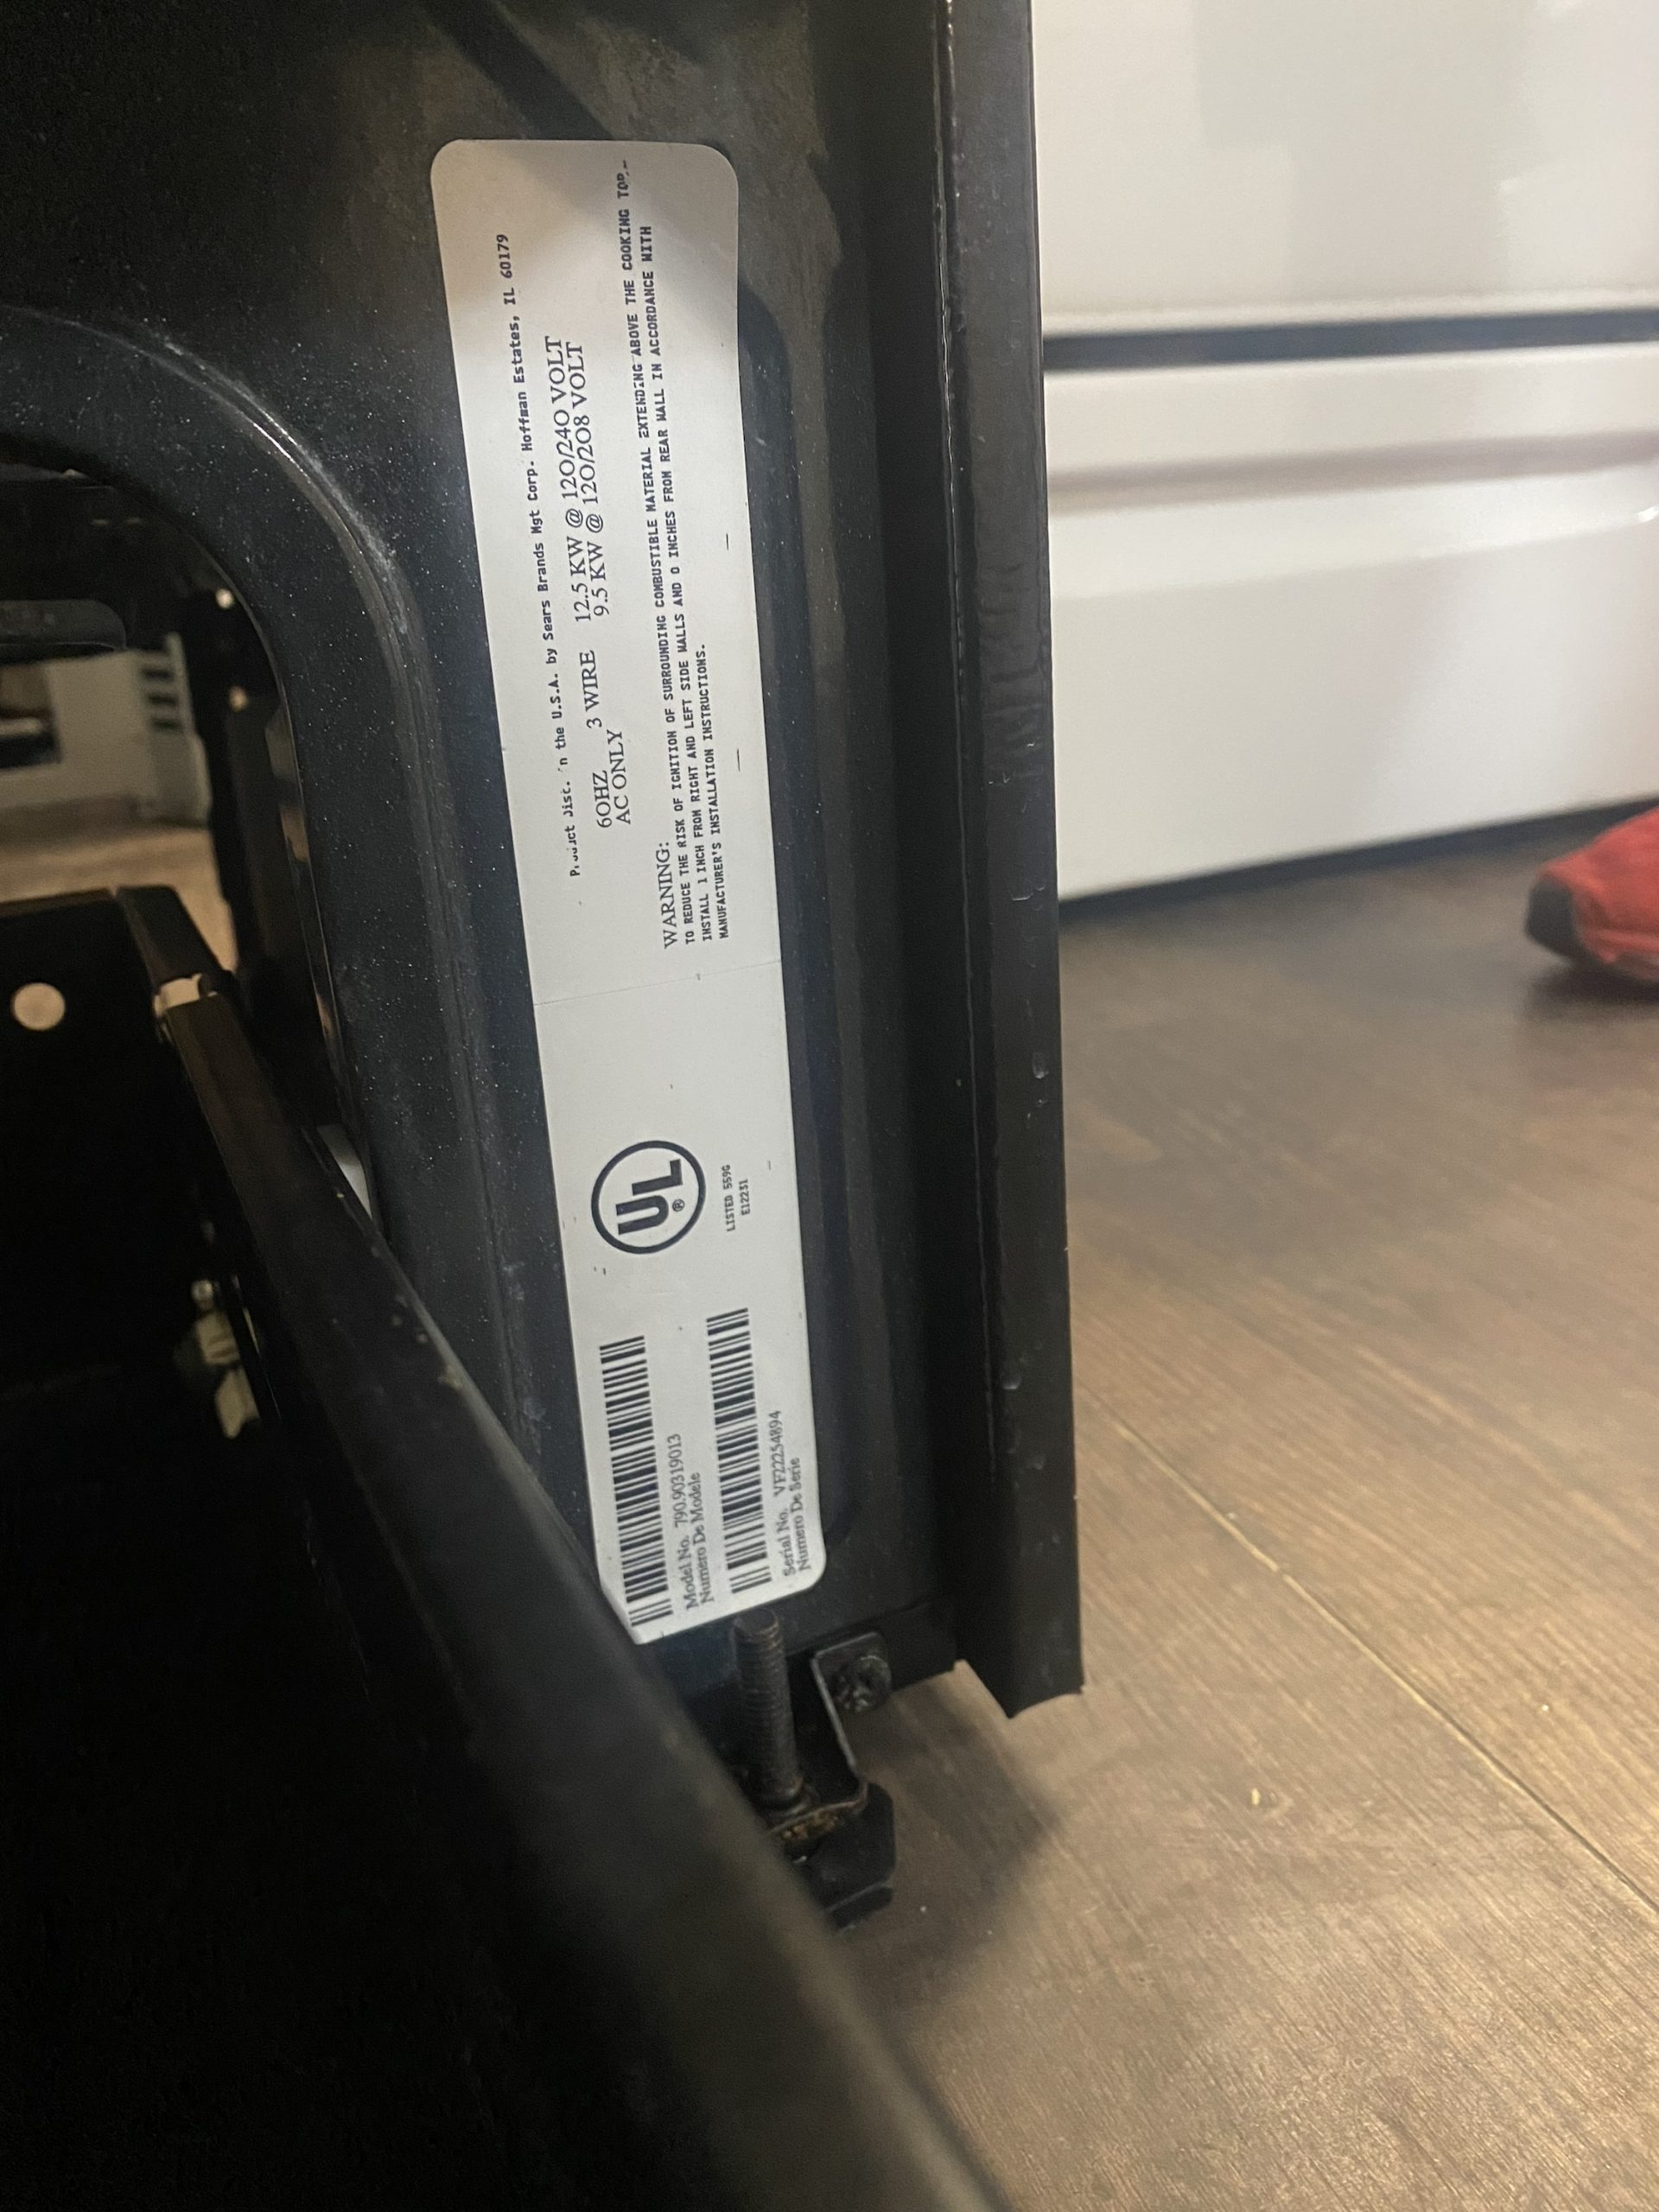 Product Dist. in the U.S.A. by Sears Brands Mgt Corp. Hoffman Estates, IL 60179
60HZ 3 WIRE 12.5 KW @ 120/240 VOLT
AC ONLY 9.5 KW @ 120/208 VOLT
WARNING:
TO REDUCE THE RISK OF IGNITION OF SURROUNDING COMBUSTIBLE MATERIAL EXTENDING ABOVE THE COOKING TOP,
INSTALL 1 INCH FROM RIGHT AND LEFT SIDE WALLS AND 0 INCHES FROM REAR WALL IN ACCORDANCE WITH
MANUFACTURER'S INSTALLATION INSTRUCTIONS.
UL ®
LISTED 559G
E12231
Model No. 790.90319013
Numero De Modele
Serial No. VF22254894
Numero De Serie